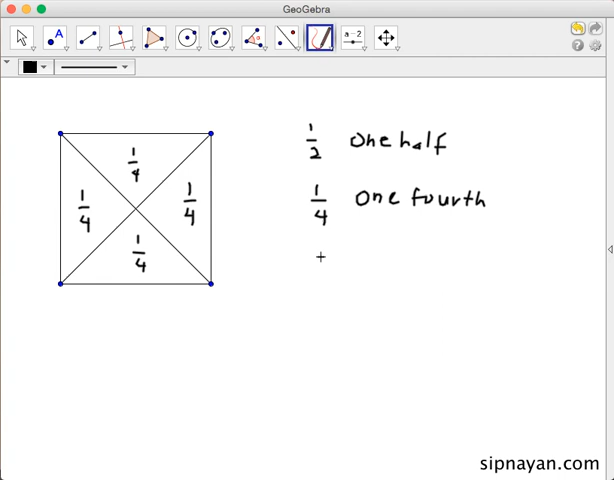 GeoGebra
A
a=2
1/2 one half
1/4
1/4 1/4
1/4 one fourth
1/4
sipnayan.com